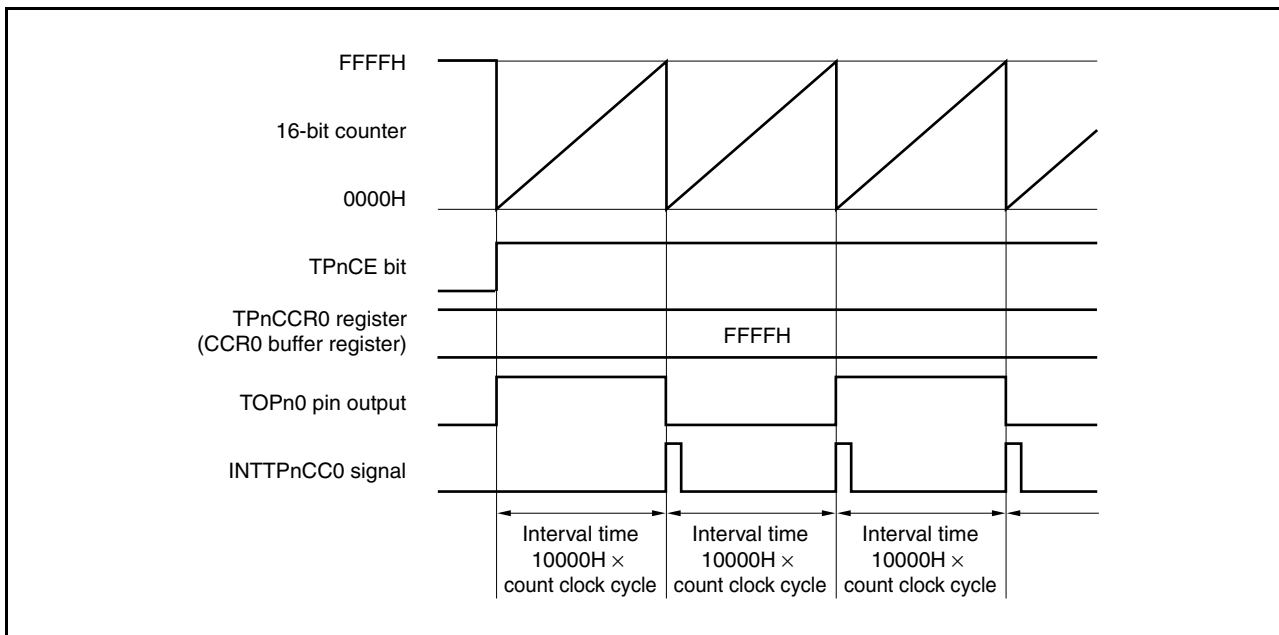 FFFFH
16-bit counter
0000H
TPnCE bit
TPnCCR0 register
(CCR0 buffer register)
FFFFH
TOPn0 pin output
INTTPnCC0 signal
Interval time
10000H ×
count clock cycle
Interval time
10000H ×
count clock cycle
Interval time
10000H ×
count clock cycle